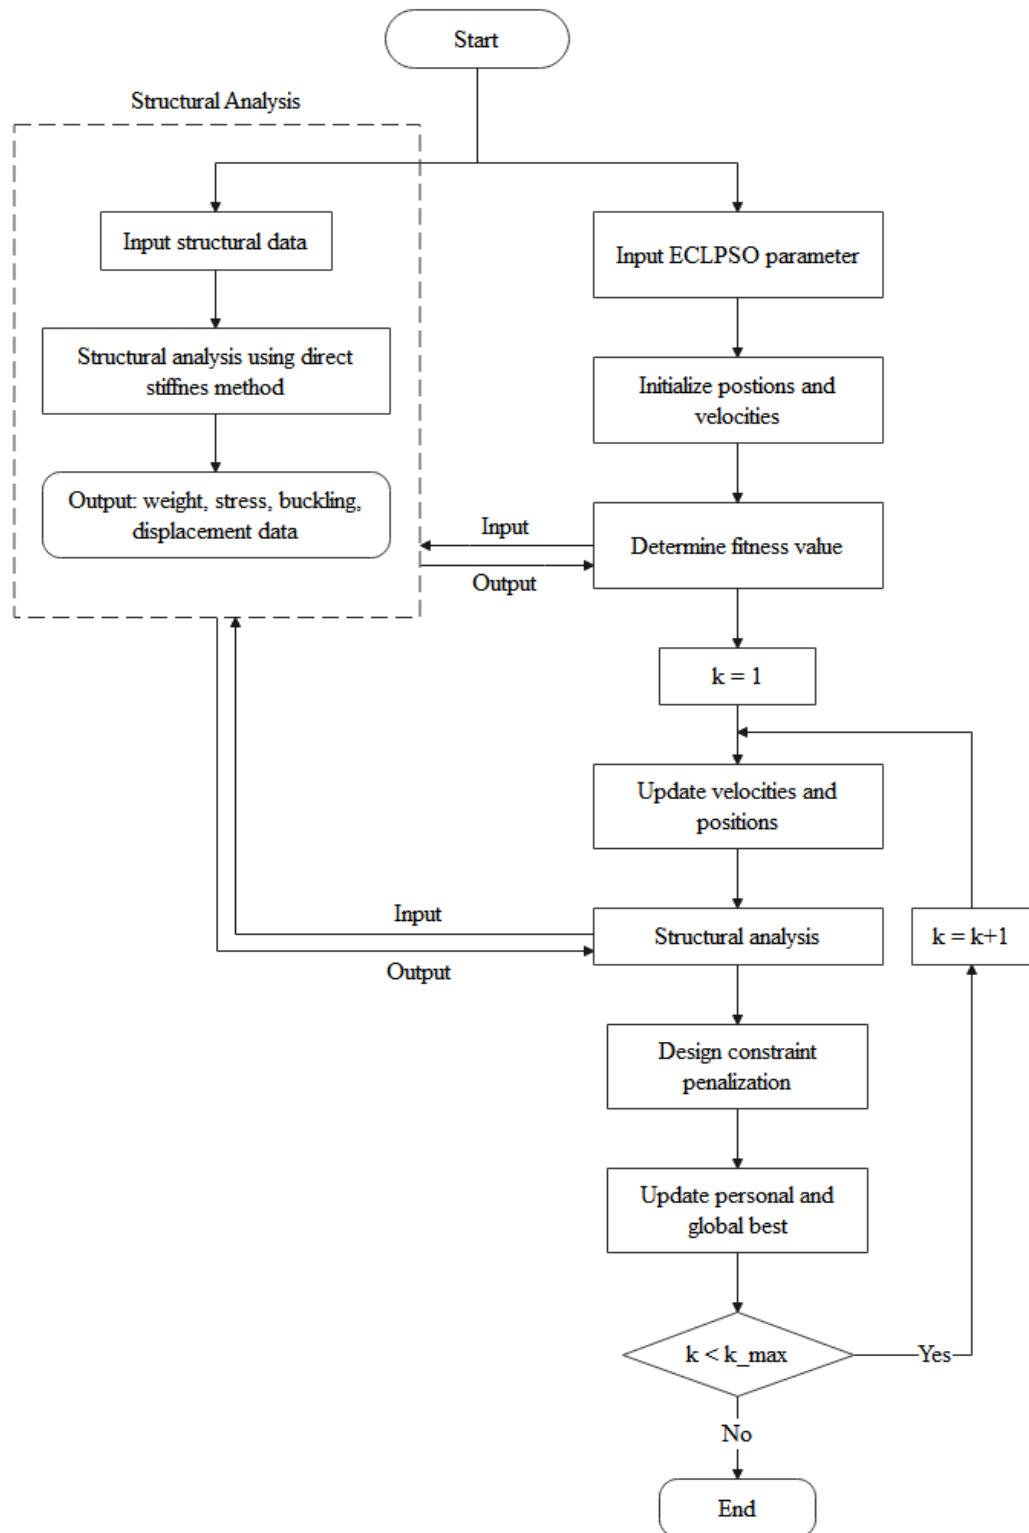 Start
Structural Analysis
Input structural data
Input ECLPSO parameter
Structural analysis using direct
stiffnes method
Initialize postions and
velocities
Output: weight, stress, buckling,
displacement data
Input
Output
Determine fitness value
k = 1
Update velocities and
positions
Input
Output
Structural analysis
k = k+1
Design constraint
penalization
Update personal and
global best
k < k_max
Yes
No
End